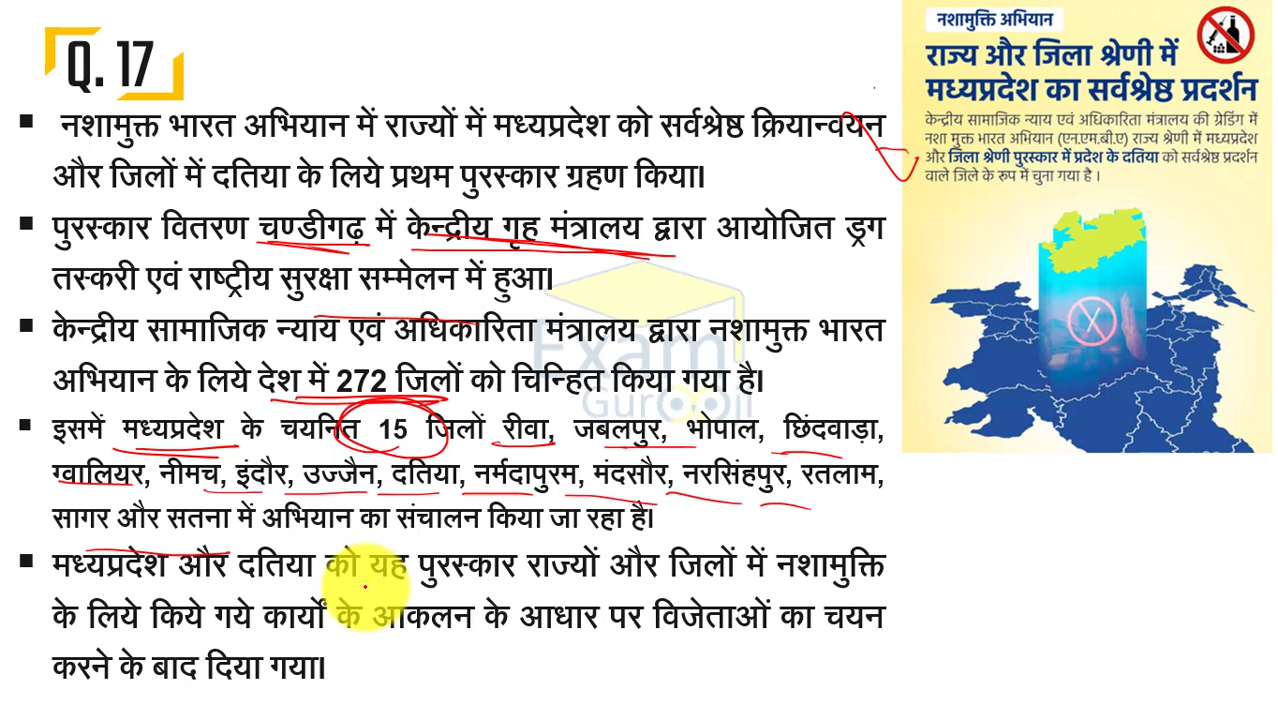 Q. 17
नशामुक्त भारत अभियान में राज्यों में मध्यप्रदेश को सर्वश्रेष्ठ क्रियान्वयन
और जिलों में दतिया के लिये प्रथम पुरस्कार ग्रहण किया।
पुरस्कार वितरण चण्डीगढ़ में केन्द्रीय गृह मंत्रालय द्वारा आयोजित ड्रग
तस्करी एवं राष्ट्रीय सुरक्षा सम्मेलन में हुआ।
केन्द्रीय सामाजिक न्याय एवं अधिकारिता मंत्रालय द्वारा नशामुक्त भारत
अभियान के लिये देश में 272 जिलों को चिन्हित किया गया है।
इसमें मध्यप्रदेश के चयनित 15 जिलों रीवा, जबलपुर, भोपाल, छिंदवाड़ा,
ग्वालियर, नीमच, इंदौर, उज्जैन, दतिया, नर्मदापुरम, मंदसौर, नरसिंहपुर, रतलाम,
सागर और सतना में अभियान का संचालन किया जा रहा है।
मध्यप्रदेश और दतिया को यह पुरस्कार राज्यों और जिलों में नशामुक्ति
के लिये किये गये कार्यों के आकलन के आधार पर विजेताओं का चयन
करने के बाद दिया गया।
नशामुक्ति अभियान
राज्य और जिला श्रेणी में
मध्यप्रदेश का सर्वश्रेष्ठ प्रदर्शन
केन्द्रीय सामाजिक न्याय एवं अधिकारिता मंत्रालय की ग्रेडिंग में
नशा मुक्त भारत अभियान (एन.एम.बी.ए) राज्य श्रेणी में मध्यप्रदेश
और जिला श्रेणी पुरस्कार में प्रदेश के दतिया को सर्वश्रेष्ठ प्रदर्शन
वाले जिले के रूप में चुना गया है ।
Exam
Gurooji